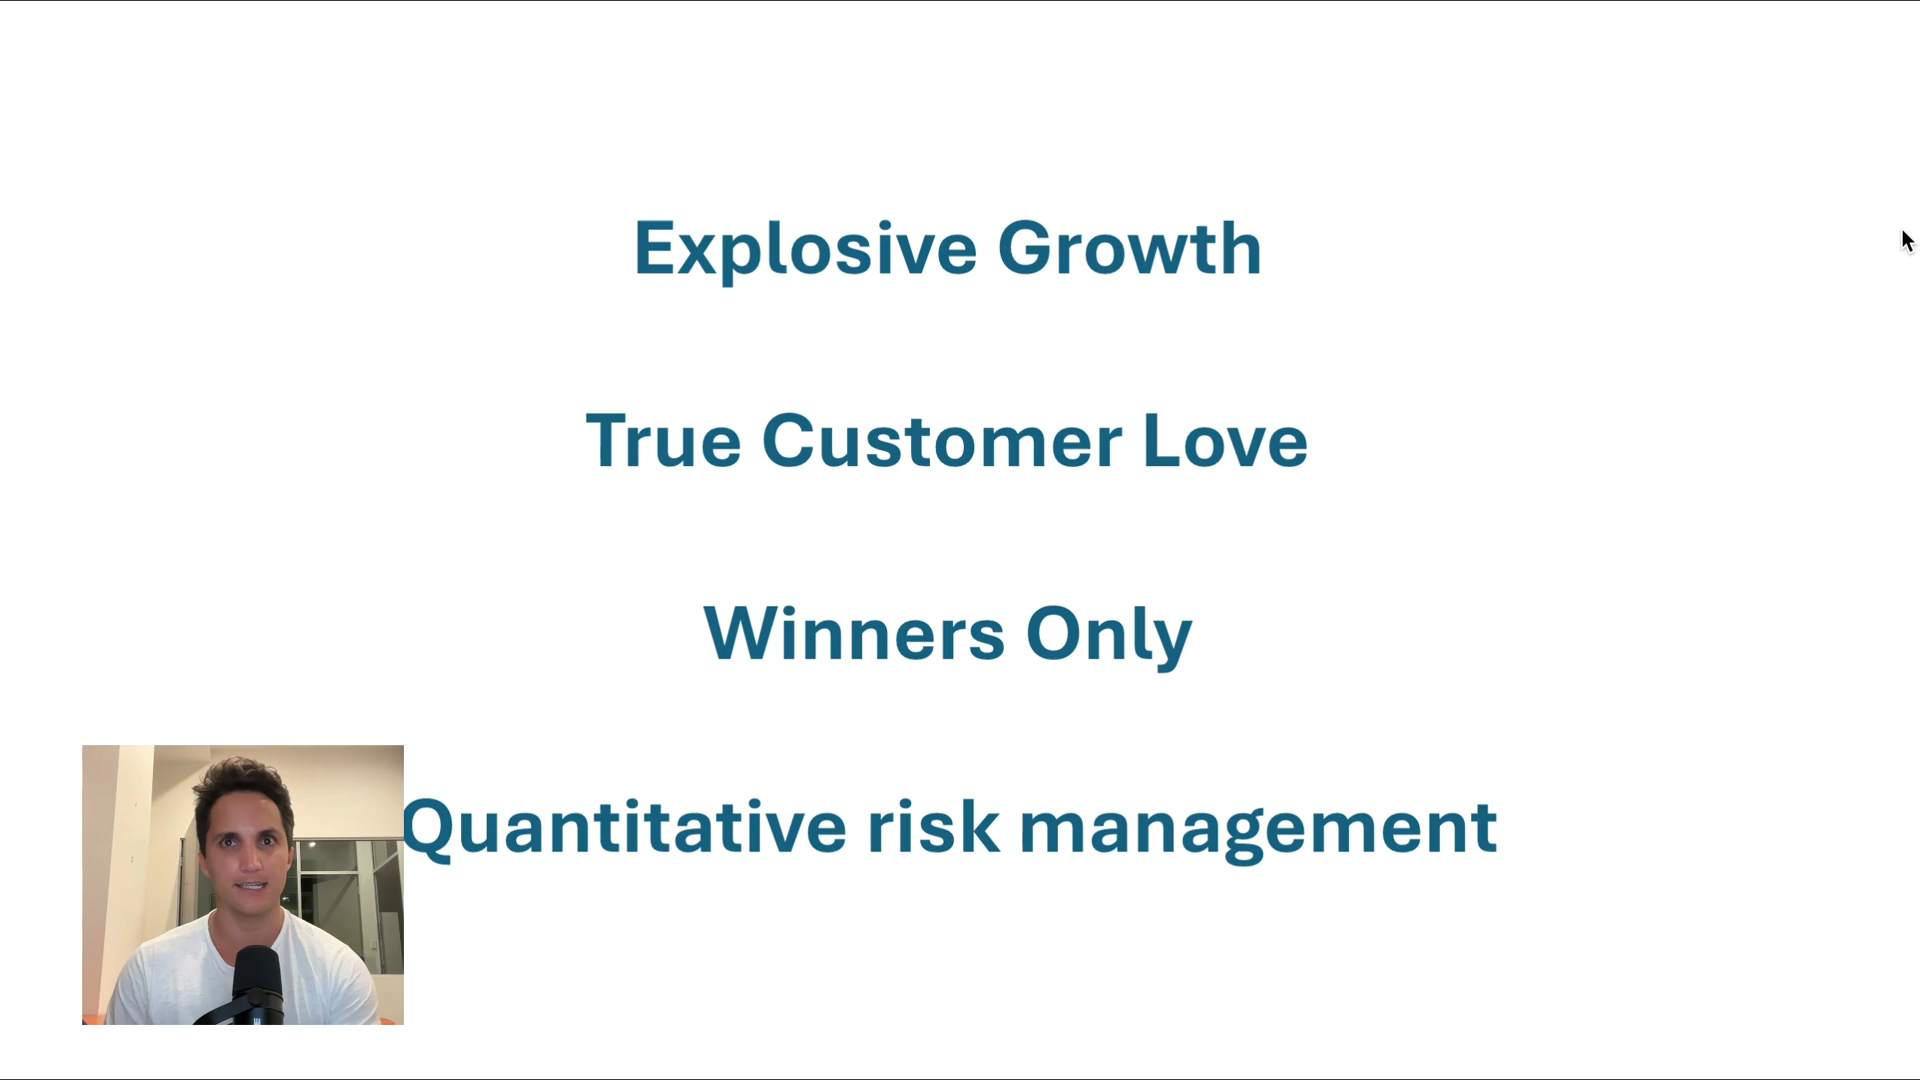 Explosive Growth
True Customer Love
Winners Only
Quantitative risk management